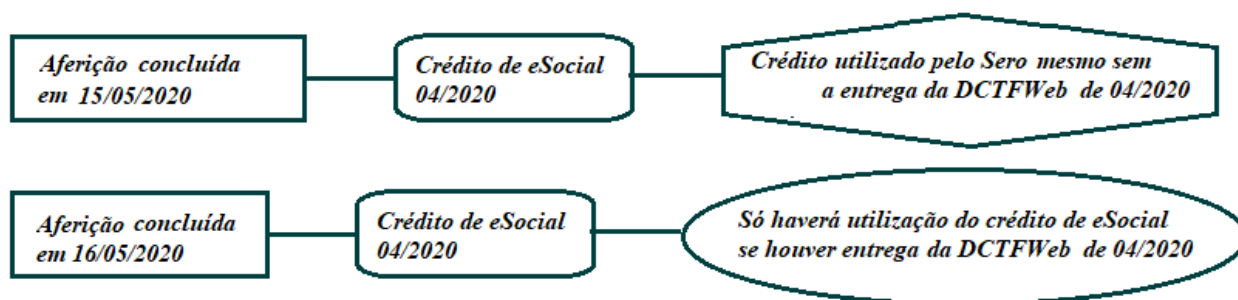 Aferição concluída
em 15/05/2020
Crédito de eSocial
04/2020
Crédito utilizado pelo Sero mesmo sem
a entrega da DCTFWeb de 04/2020
Aferição concluída
em 16/05/2020
Crédito de eSocial
04/2020
Só haverá utilização do crédito de eSocial
se houver entrega da DCTFWeb de 04/2020